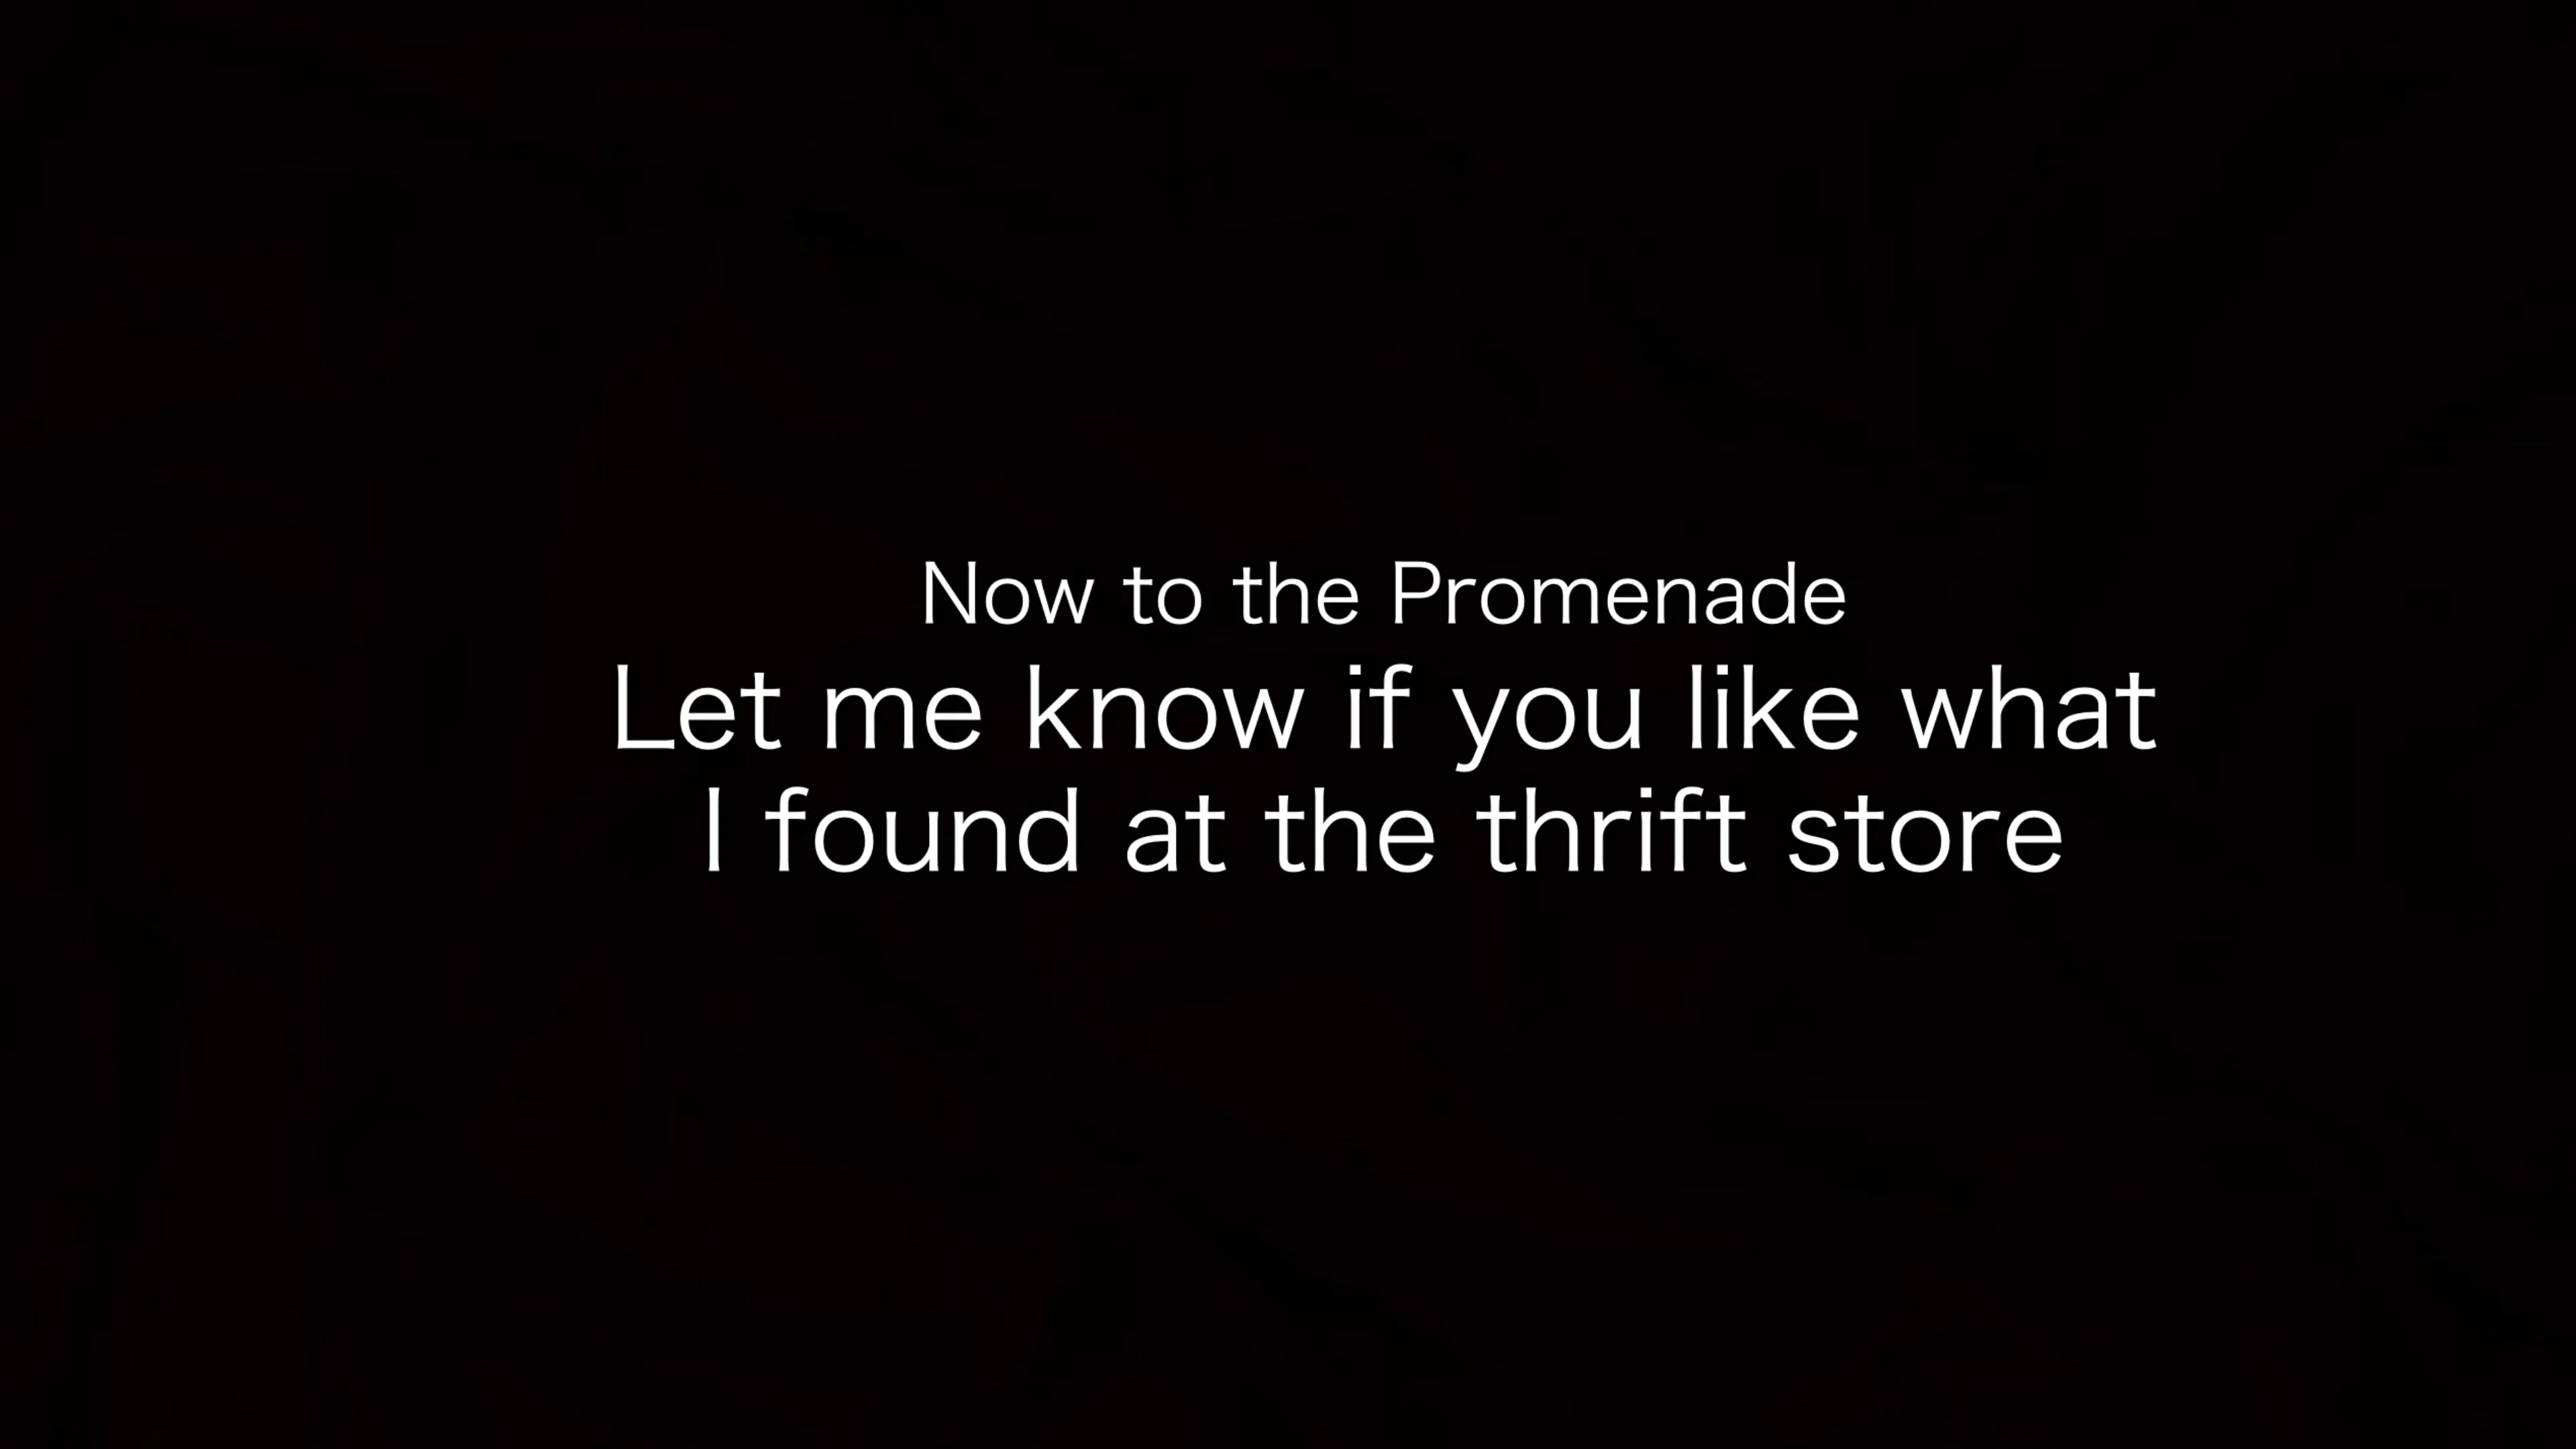 Now to the Promenade
Let me know if you like what
I found at the thrift store